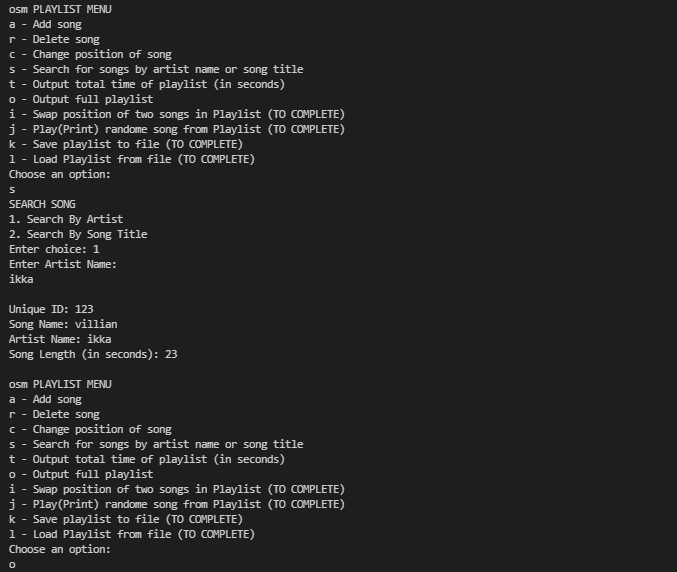 osm PLAYLIST MENU
a - Add song
r - Delete song
c - Change position of song
s - Search for songs by artist name or song title
t - Output total time of playlist (in seconds)
o - Output full playlist
i - Swap position of two songs in Playlist (TO COMPLETE)
j - Play(Print) randome song from Playlist (TO COMPLETE)
k - Save playlist to file (TO COMPLETE)
l - Load Playlist from file (TO COMPLETE)
Choose an option:
s
SEARCH SONG
1. Search By Artist
2. Search By Song Title
Enter choice: 1
Enter Artist Name:
ikka
Unique ID: 123
Song Name: villian
Artist Name: ikka
Song Length (in seconds): 23
osm PLAYLIST MENU
a - Add song
r - Delete song
c - Change position of song
s - Search for songs by artist name or song title
t - Output total time of playlist (in seconds)
o - Output full playlist
i - Swap position of two songs in Playlist (TO COMPLETE)
j - Play(Print) randome song from Playlist (TO COMPLETE)
k - Save playlist to file (TO COMPLETE)
l - Load Playlist from file (TO COMPLETE)
Choose an option:
o